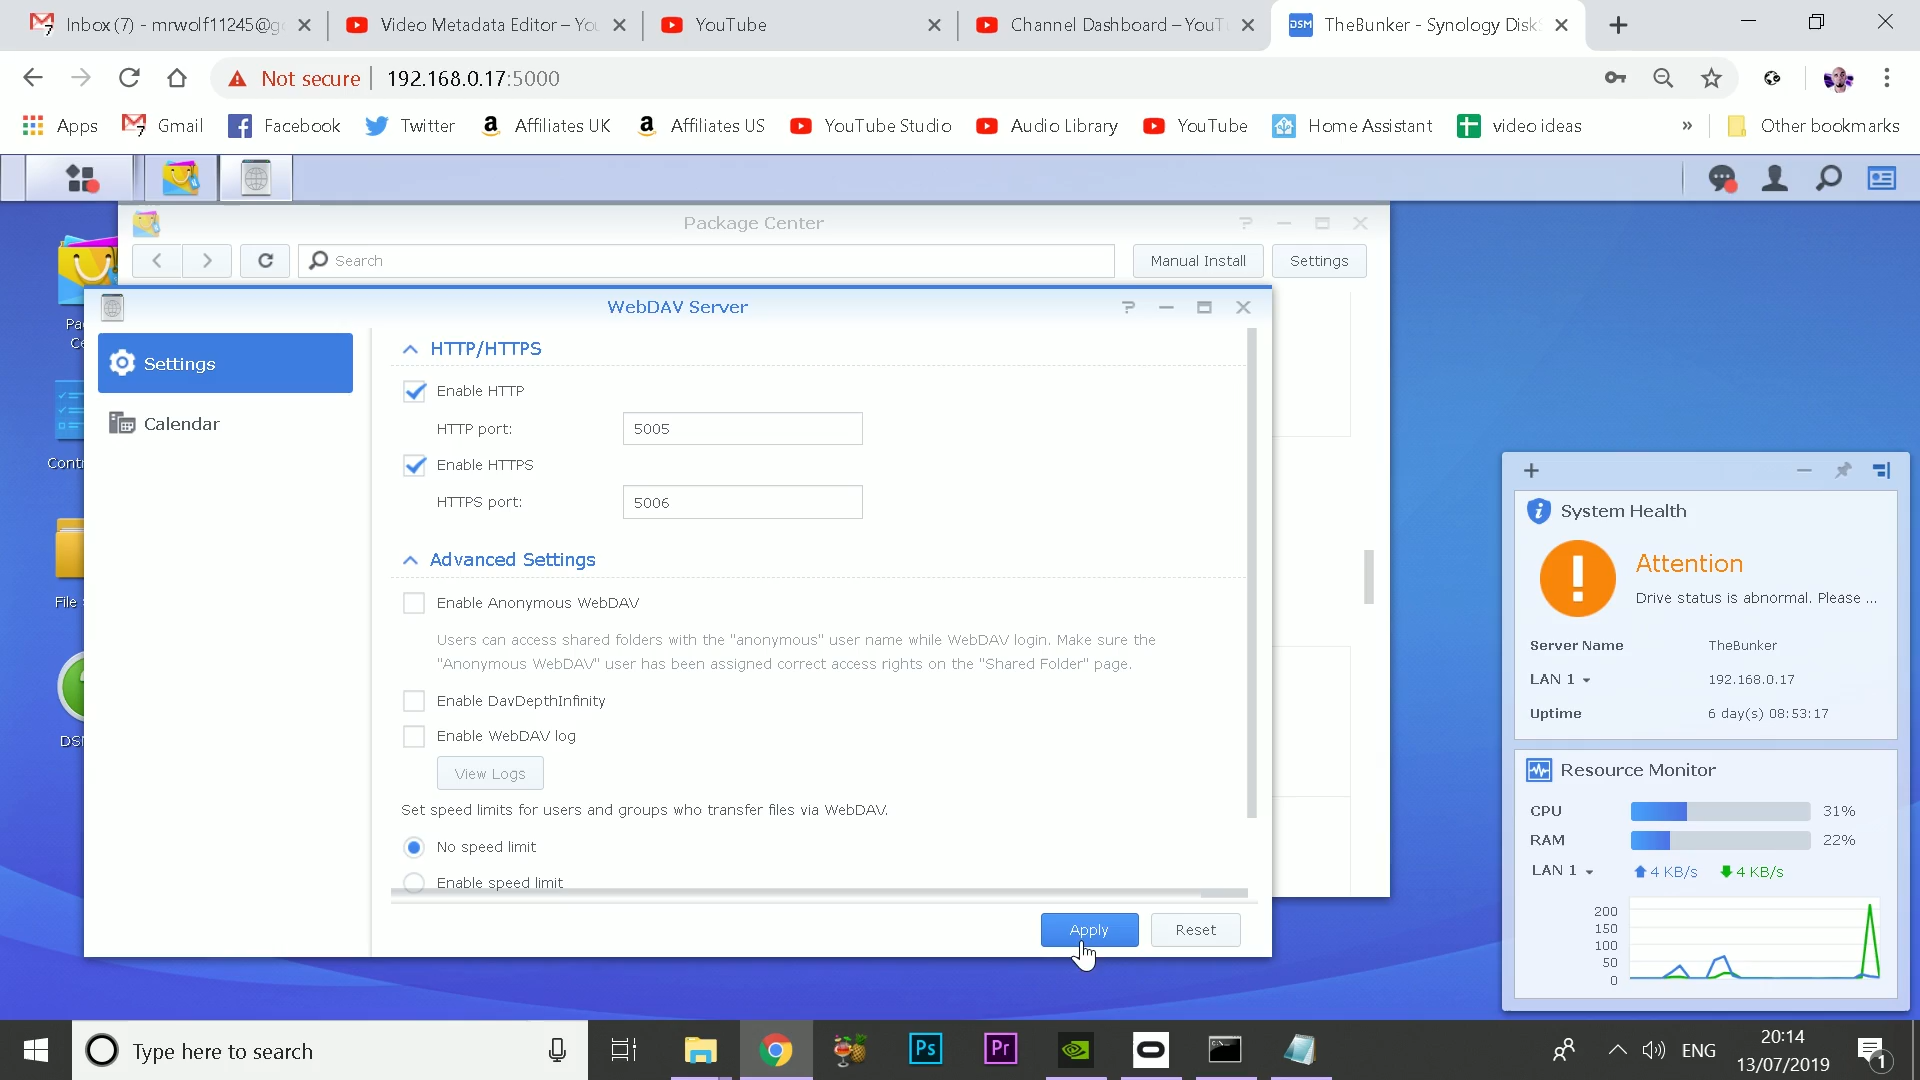 Inbox (7) - mrwolf11245@g
Video Metadata Editor – Yo
YouTube
Channel Dashboard – YouT
DSM
TheBunker - Synology Disk
Not secure
192.168.0.17:5000
Apps
Gmail
Facebook
Twitter
Affiliates UK
Affiliates US
YouTube Studio
Audio Library
YouTube
Home Assistant
video ideas
»
Other bookmarks
Package Center
Search
Manual Install
Settings
WebDAV Server
Settings
Calendar
HTTP/HTTPS
Enable HTTP
HTTP port:
5005
Enable HTTPS
HTTPS port:
5006
Advanced Settings
Enable Anonymous WebDAV
Users can access shared folders with the "anonymous" user name while WebDAV login. Make sure the
"Anonymous WebDAV" user has been assigned correct access rights on the "Shared Folder" page.
Enable DavDepthInfinity
Enable WebDAV log
View Logs
Set speed limits for users and groups who transfer files via WebDAV.
No speed limit
Enable speed limit
Apply
Reset
Pa
Ce
Contr
File
DSM
System Health
Attention
Drive status is abnormal. Please ...
Server Name
TheBunker
LAN 1
192.168.0.17
Uptime
6 day(s) 08:53:17
Resource Monitor
CPU
31%
RAM
22%
LAN 1
4 KB/s
4 KB/s
200
150
100
50
0
Type here to search
Ps
Pr
ENG
20:14
13/07/2019
1